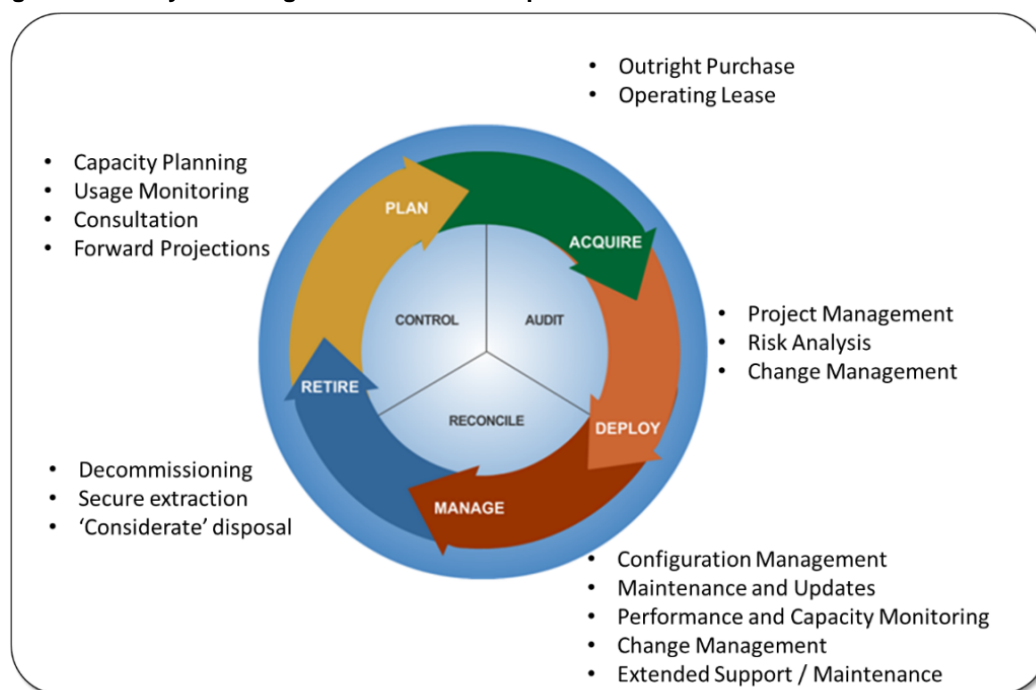 • Outright Purchase
• Operating Lease
• Capacity Planning
• Usage Monitoring
• Consultation
• Forward Projections
PLAN
ACQUIRE
CONTROL
AUDIT
• Project Management
• Risk Analysis
• Change Management
RETIRE
RECONCILE
DEPLOY
• Decommissioning
• Secure extraction
• ‘Considerate’ disposal
MANAGE
• Configuration Management
• Maintenance and Updates
• Performance and Capacity Monitoring
• Change Management
• Extended Support / Maintenance